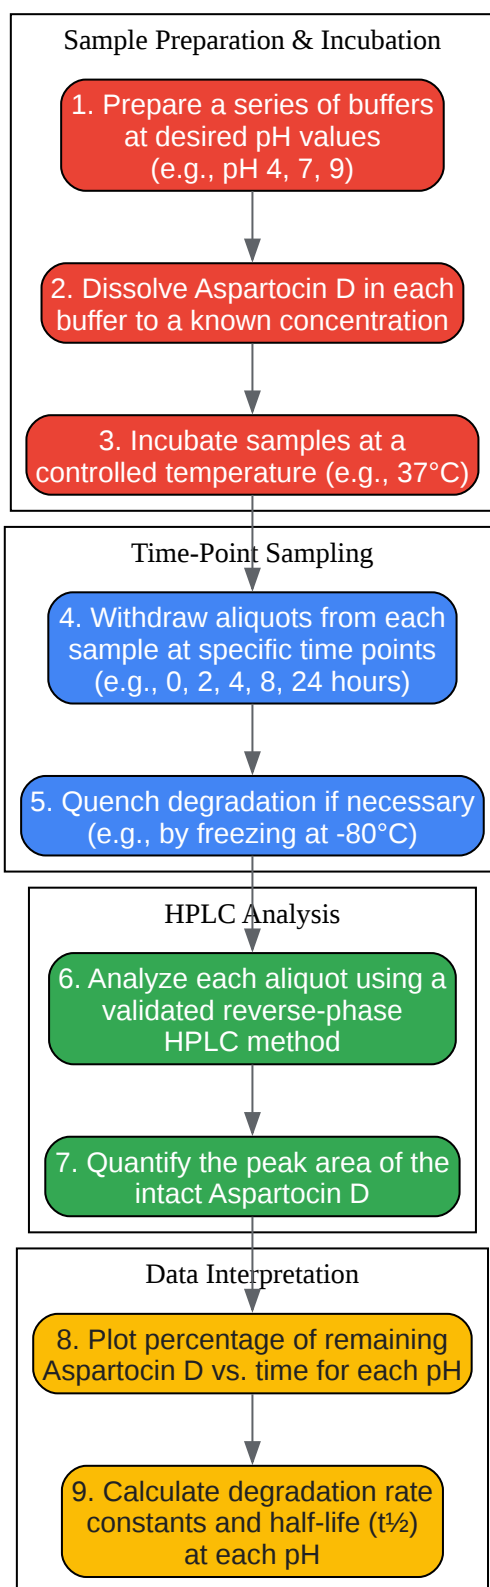 Sample Preparation & Incubation
1. Prepare a series of buffers
at desired pH values
(e.g., pH 4, 7, 9)
2. Dissolve Aspartocin D in each
buffer to a known concentration
3. Incubate samples at a
controlled temperature (e.g., 37°C)
Time-Point Sampling
4. Withdraw aliquots from each
sample at specific time points
(e.g., 0, 2, 4, 8, 24 hours)
5. Quench degradation if necessary
(e.g., by freezing at -80°C)
HPLC Analysis
6. Analyze each aliquot using a
validated reverse-phase
HPLC method
7. Quantify the peak area of the
intact Aspartocin D
Data Interpretation
8. Plot percentage of remaining
Aspartocin D vs. time for each pH
9. Calculate degradation rate
constants and half-life (t½)
at each pH